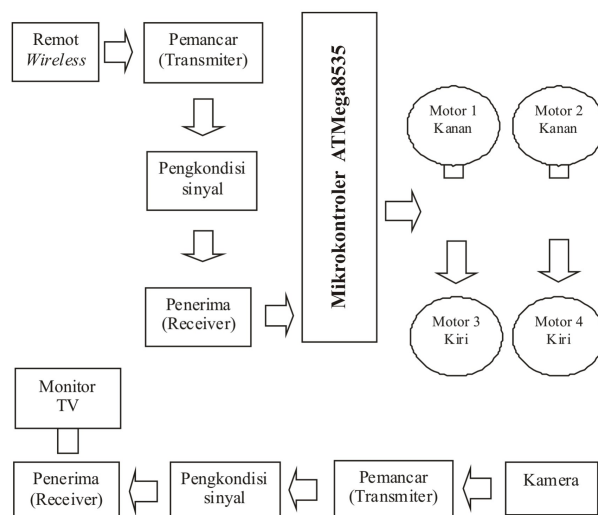 Remot
Wireless
Pemancar
(Transmiter)
Pengkondisi
sinyal
Penerima
(Receiver)
Mikrokontroler ATMega8535
Motor 1
Kanan
Motor 2
Kanan
Motor 3
Kiri
Motor 4
Kiri
Monitor
TV
Penerima
(Receiver)
Pengkondisi
sinyal
Pemancar
(Transmiter)
Kamera